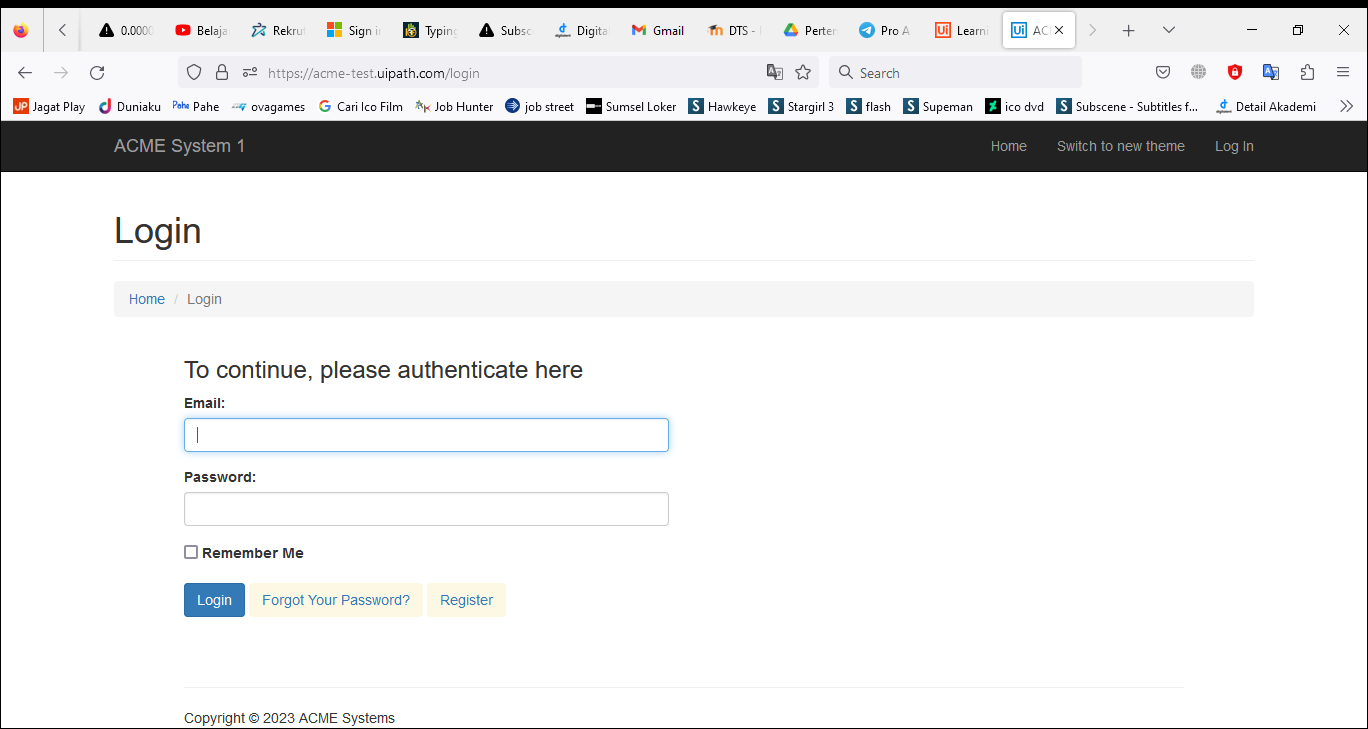 0.0000 Belaja Rekrut Sign in Typing Subsc Digita Gmail DTS - Perten Pro A Learni AC
https://acme-test.uipath.com/login Search
Jagat Play Duniaku Pahe Pahe ovagames Cari Ico Film Job Hunter job street Sumsel Loker Hawkeye Stargirl 3 flash Supeman ico dvd Subscene - Subtitles f... Detail Akademi
ACME System 1 Home Switch to new theme Log In
Login
Home / Login
To continue, please authenticate here
Email:
Password:
Remember Me
Login Forgot Your Password? Register
Copyright © 2023 ACME Systems